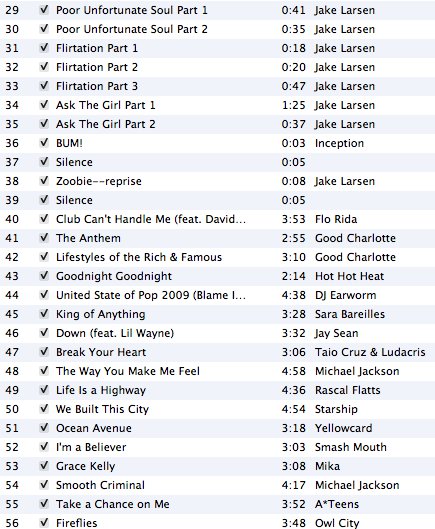 29 ✔ Poor Unfortunate Soul Part 1 0:41 Jake Larsen
30 ✔ Poor Unfortunate Soul Part 2 0:35 Jake Larsen
31 ✔ Flirtation Part 1 0:18 Jake Larsen
32 ✔ Flirtation Part 2 0:20 Jake Larsen
33 ✔ Flirtation Part 3 0:47 Jake Larsen
34 ✔ Ask The Girl Part 1 1:25 Jake Larsen
35 ✔ Ask The Girl Part 2 0:37 Jake Larsen
36 ✔ BUM! 0:03 Inception
37 ✔ Silence 0:05
38 ✔ Zoobie--reprise 0:08 Jake Larsen
39 ✔ Silence 0:05
40 ✔ Club Can't Handle Me (feat. David... 3:53 Flo Rida
41 ✔ The Anthem 2:55 Good Charlotte
42 ✔ Lifestyles of the Rich & Famous 3:10 Good Charlotte
43 ✔ Goodnight Goodnight 2:14 Hot Hot Heat
44 ✔ United State of Pop 2009 (Blame I... 4:38 DJ Earworm
45 ✔ King of Anything 3:28 Sara Bareilles
46 ✔ Down (feat. Lil Wayne) 3:32 Jay Sean
47 ✔ Break Your Heart 3:06 Taio Cruz & Ludacris
48 ✔ The Way You Make Me Feel 4:58 Michael Jackson
49 ✔ Life Is a Highway 4:36 Rascal Flatts
50 ✔ We Built This City 4:54 Starship
51 ✔ Ocean Avenue 3:18 Yellowcard
52 ✔ I'm a Believer 3:03 Smash Mouth
53 ✔ Grace Kelly 3:08 Mika
54 ✔ Smooth Criminal 4:17 Michael Jackson
55 ✔ Take a Chance on Me 3:52 A*Teens
56 ✔ Fireflies 3:48 Owl City